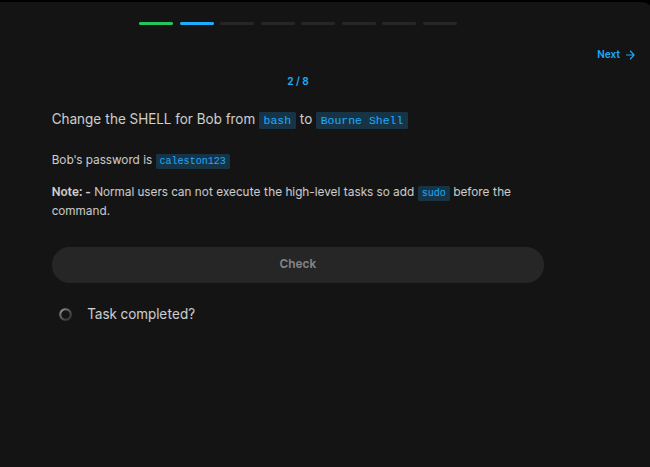 Next →
2 / 8
Change the SHELL for Bob from bash to Bourne Shell
Bob's password is caleston123
Note: - Normal users can not execute the high-level tasks so add sudo before the
command.
Check
Task completed?